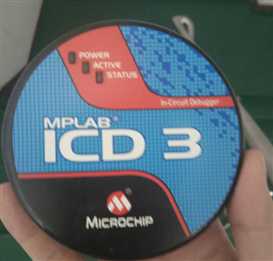 POWER
ACTIVE
STATUS
In-Circuit Debugger
MPLAB®
ICD 3
MICROCHIP